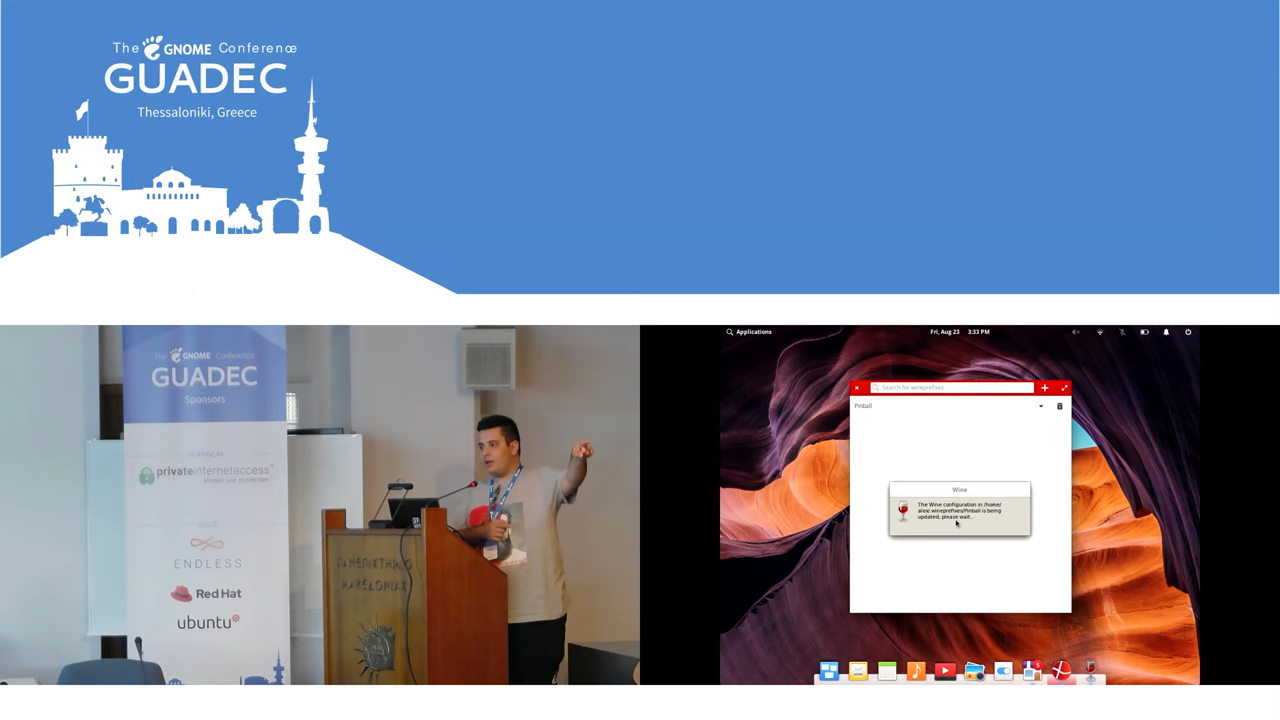 The GNOME Conference
GUADEC
Thessaloniki, Greece
The GNOME Conference
GUADEC
Sponsors
PLATINUM
privateinternetaccess
always use protection
GOLD
ENDLESS
Red Hat
ubuntu
ΠΑΝΕΠΙΣΤΗΜΙΟ
ΜΑΚΕΔΟΝΙΑΣ
Applications
Fri, Aug 23 3:33 PM
Search for wineprefixes
Pinball
Wine
The Wine configuration in /home/
alex/.wineprefixes/Pinball is being
updated, please wait...